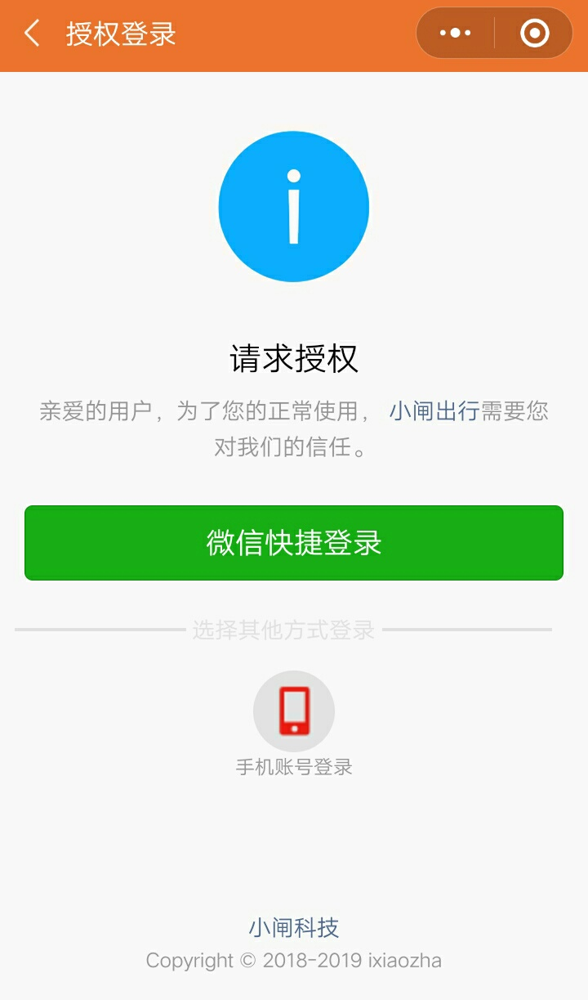 授权登录
请求授权
亲爱的用户，为了您的正常使用， 小闸出行需要您
对我们的信任。
微信快捷登录
选择其他方式登录
手机账号登录
小闸科技
Copyright © 2018-2019 ixiaozha